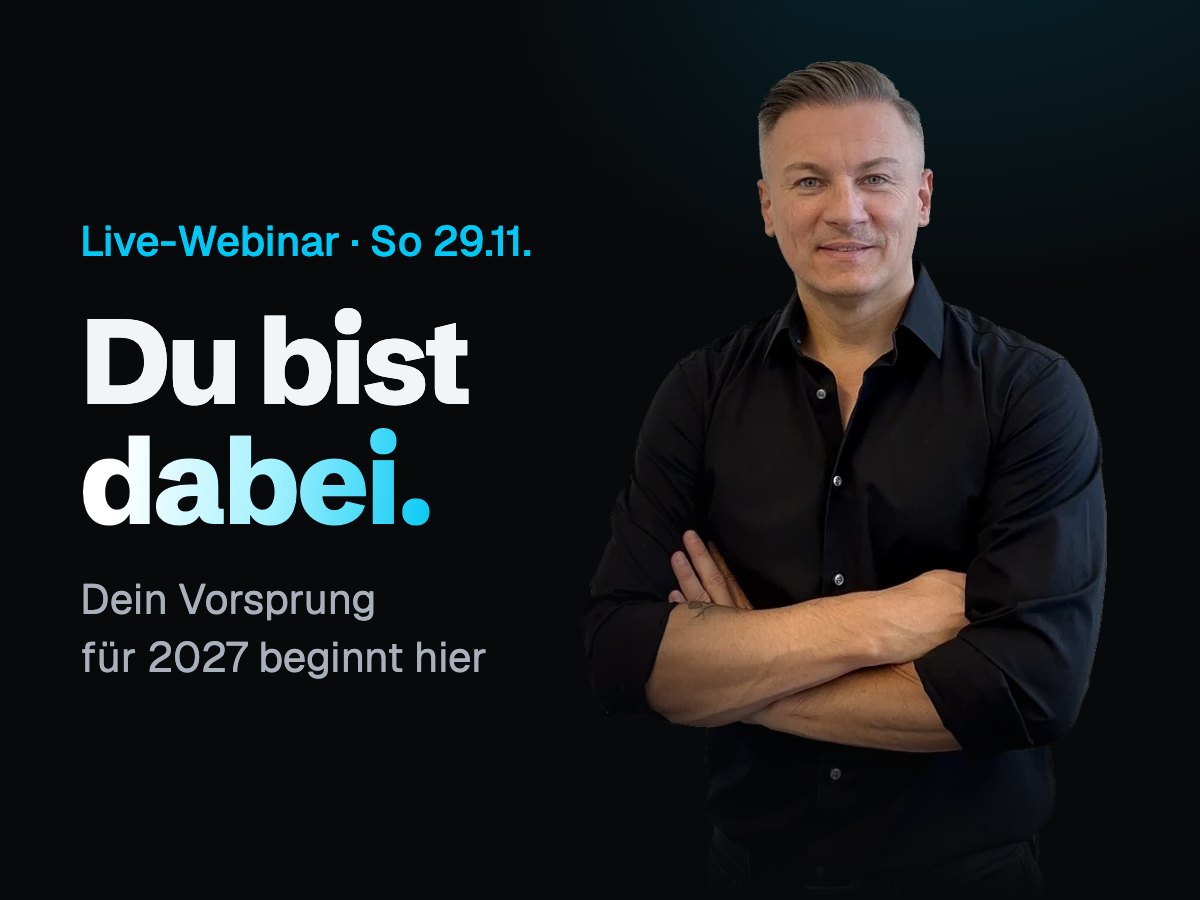 Live-Webinar · So 29.11.
Du bist
dabei.
Dein Vorsprung
für 2027 beginnt hier